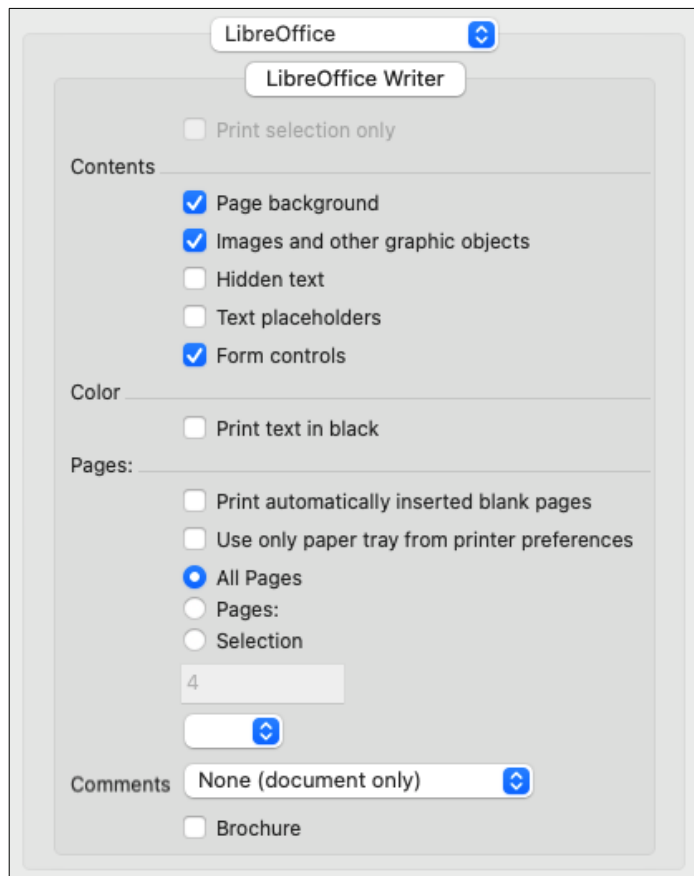 LibreOffice
LibreOffice Writer
Print selection only
Contents
Page background
Images and other graphic objects
Hidden text
Text placeholders
Form controls
Color
Print text in black
Pages:
Print automatically inserted blank pages
Use only paper tray from printer preferences
All Pages
Pages:
Selection
4
Comments None (document only)
Brochure